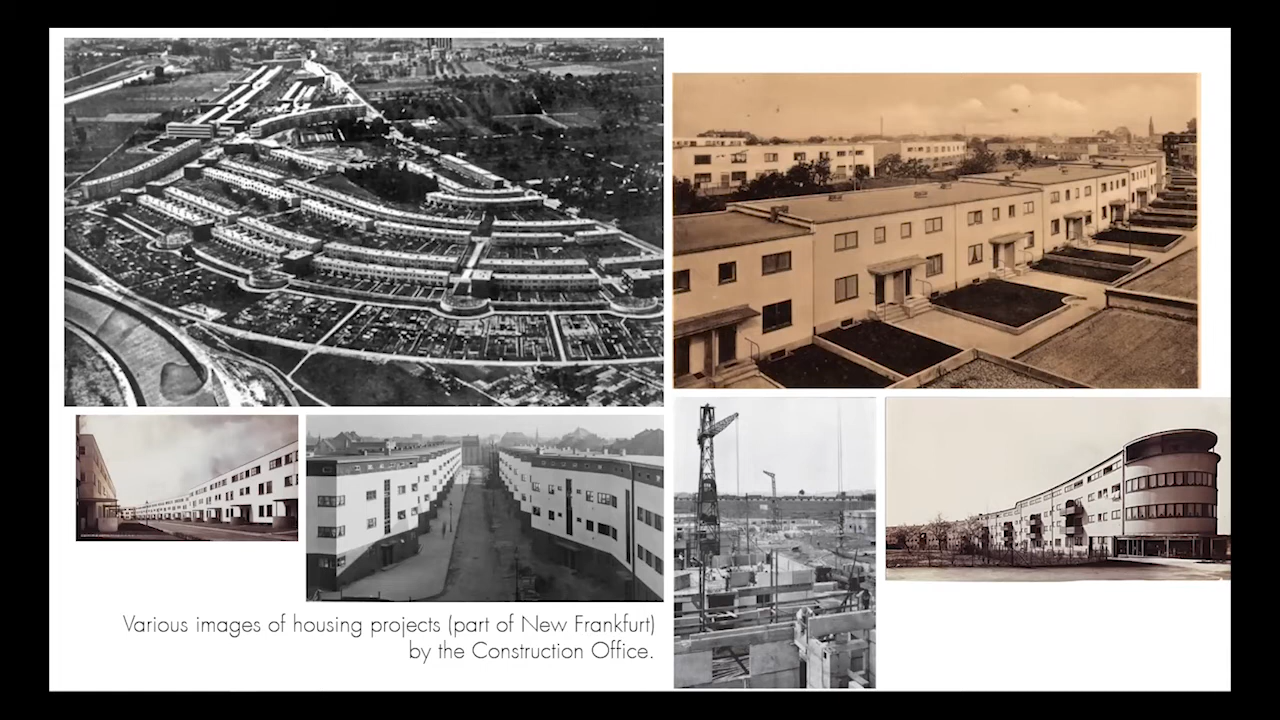 Various images of housing projects (part of New Frankfurt)
by the Construction Office.